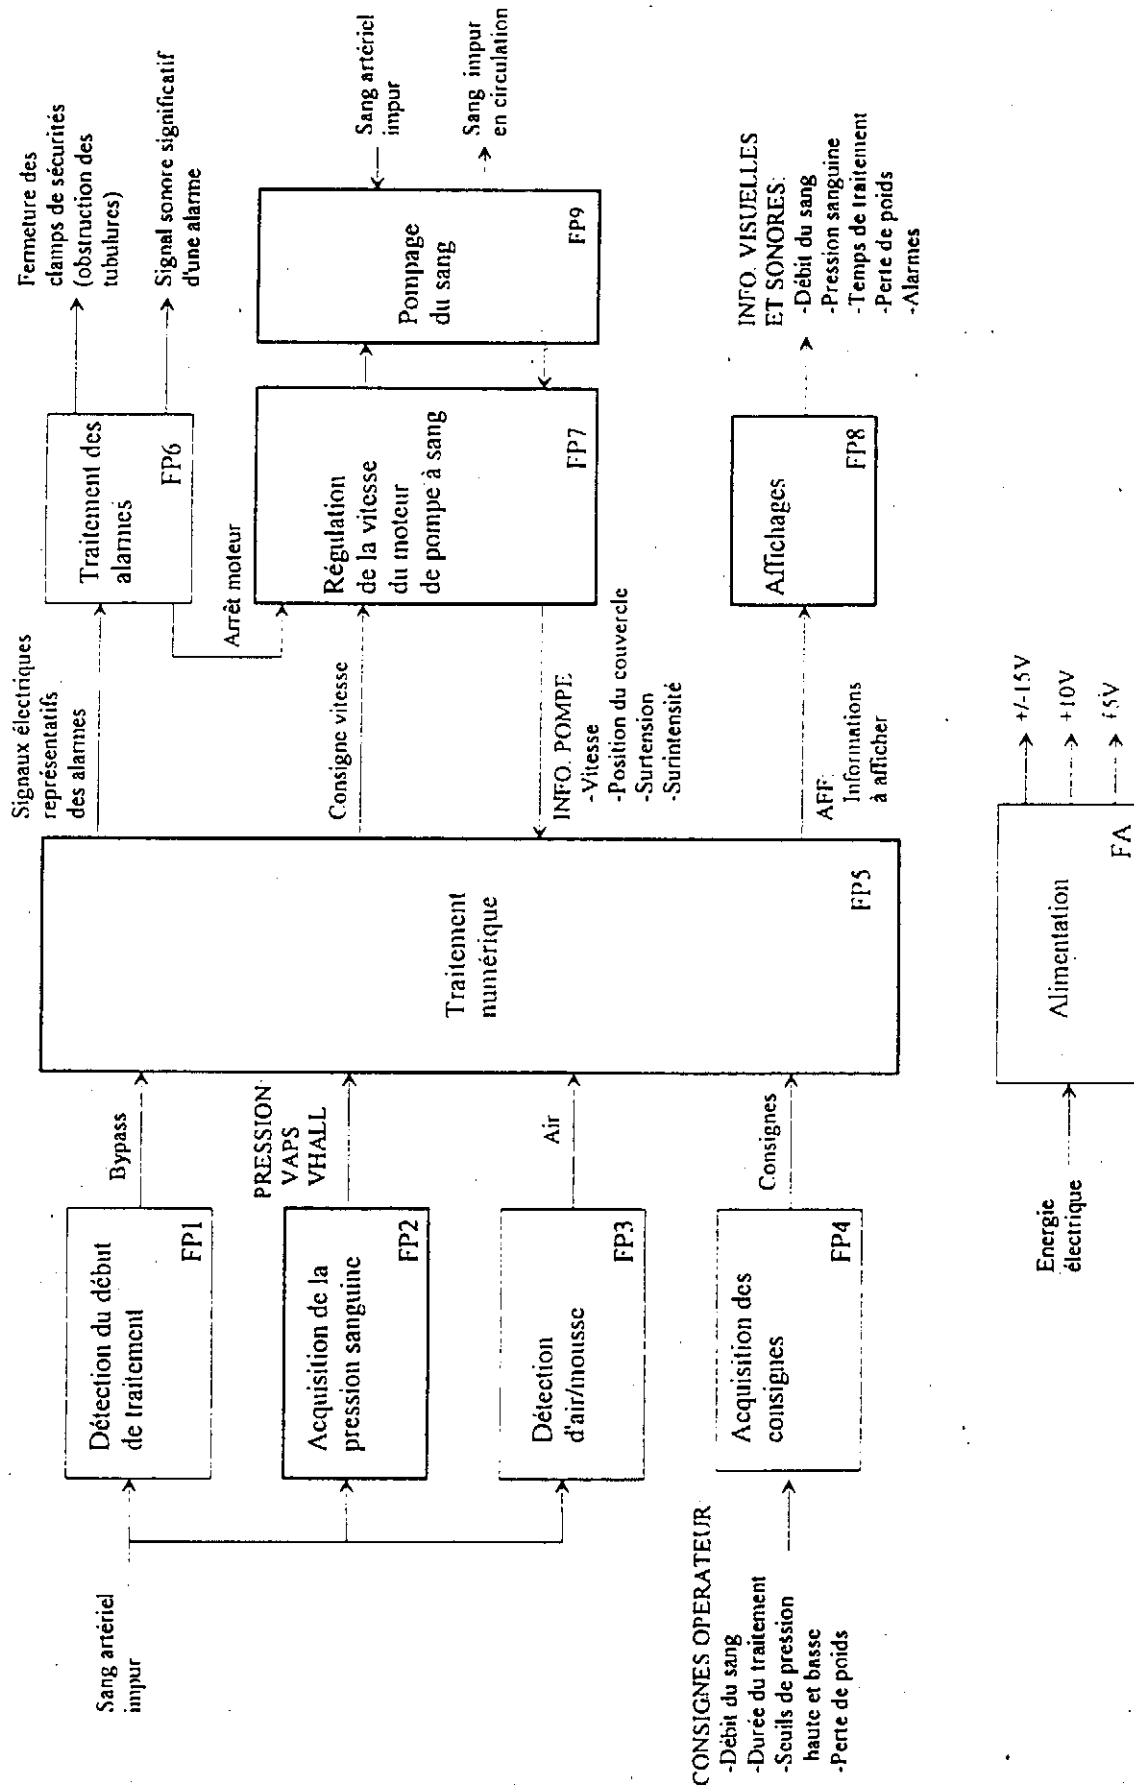 Sang artériel
impur
Détection du début
de traitement
FP1
Bypass
Acquisition de la
pression sanguine
FP2
PRESSION
VAPS
VHALL
Détection
d'air/mousse
FP3
Air
CONSIGNES OPERATEUR
-Débit du sang
-Durée du traitement
-Seuils de pression
haute et basse
-Perte de poids
Acquisition des
consignes
FP4
Consignes
Traitement
numérique
FP5
Signaux électriques
représentatifs
des alarmes
Traitement des
alarmes
FP6
Fermeture des
clamps de sécurités
(obstruction des
tubulures)
Signal sonore significatif
d'une alarme
Arrêt moteur
Consigne vitesse
Régulation
de la vitesse
du moteur
de pompe à sang
FP7
INFO. POMPE
-Vitesse
-Position du couvercle
-Surtension
-Surintensité
Pompage
du sang
FP9
Sang artériel
impur
Sang impur
en circulation
AFF:
Informations
à afficher
Affichages
FP8
INFO. VISUELLES
ET SONORES:
-Débit du sang
-Pression sanguine
-Temps de traitement
-Perte de poids
-Alarmes
Energie
électrique
Alimentation
FA
+/-15V
+10V
+5V